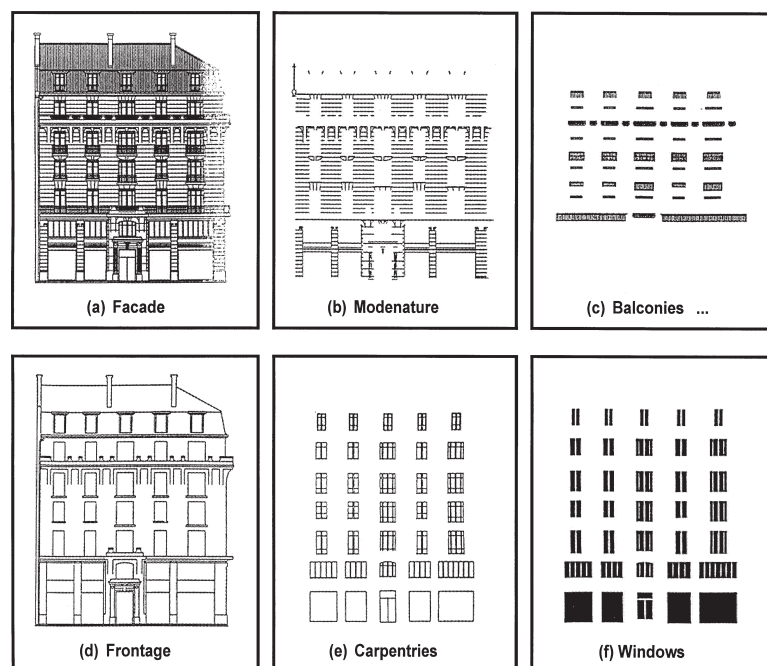 (a) Facade
(b) Modenature
(c) Balconies ...
(d) Frontage
(e) Carpentries
(f) Windows